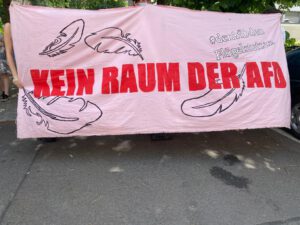 KEIN RAUM DER AFD